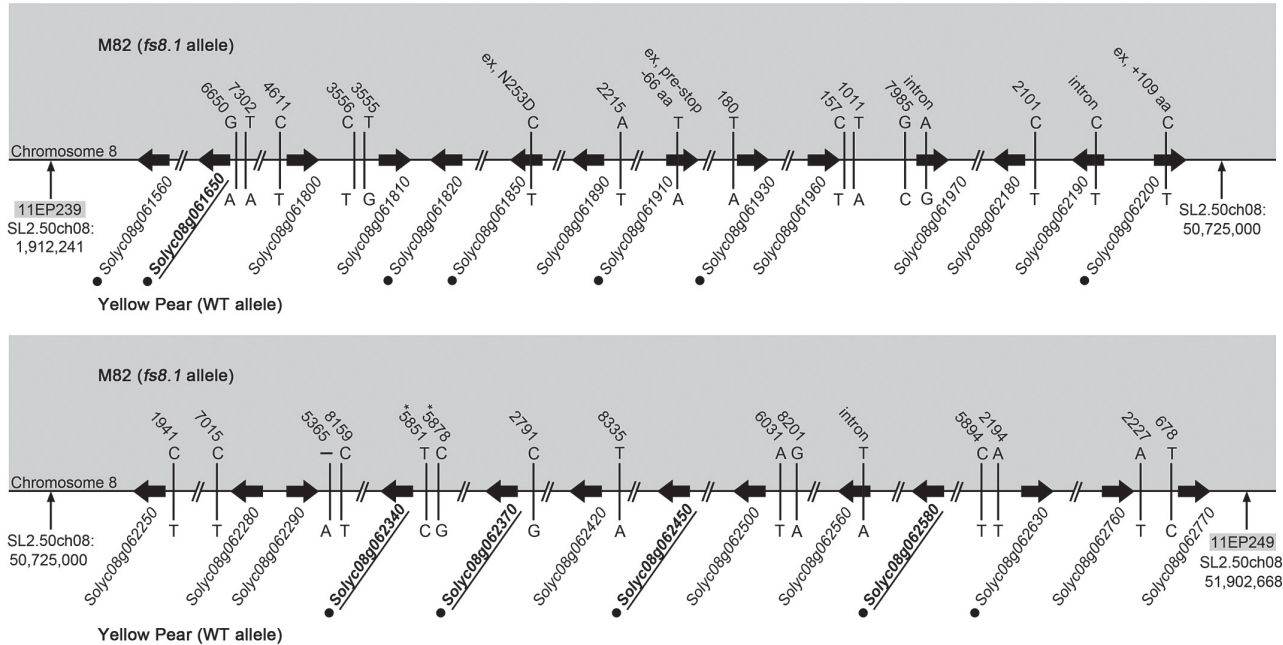 M82 (fs8.1 allele)
6650 7302 4611 3556 3555 ex, N253D 2215 ex, pre-stop -66 aa 180 157 1011 7985 intron 2101 intron ex, +109 aa
G T C C T C A T T C T G A C C C
Chromosome 8
A A T T G T T A A T A C G T T T
11EP239
SL2.50ch08:
1,912,241
Solyc08g061560 Solyc08g061650 Solyc08g061800 Solyc08g061810 Solyc08g061820 Solyc08g061850 Solyc08g061890 Solyc08g061910 Solyc08g061930 Solyc08g061960 Solyc08g061970 Solyc08g062180 Solyc08g062190 Solyc08g062200
SL2.50ch08:
50,725,000
Yellow Pear (WT allele)
M82 (fs8.1 allele)
1941 7015 5365 8159 *5851 *5878 2791 8335 6031 8201 intron 5894 2194 2227 678
C C – C T C C T A G T C A A T
Chromosome 8
T T A T C G G A T A A T T T C
SL2.50ch08:
50,725,000
Solyc08g062250 Solyc08g062280 Solyc08g062290 Solyc08g062340 Solyc08g062370 Solyc08g062420 Solyc08g062450 Solyc08g062500 Solyc08g062560 Solyc08g062580 Solyc08g062630 Solyc08g062760 Solyc08g062770
11EP249
SL2.50ch08
51,902,668
Yellow Pear (WT allele)